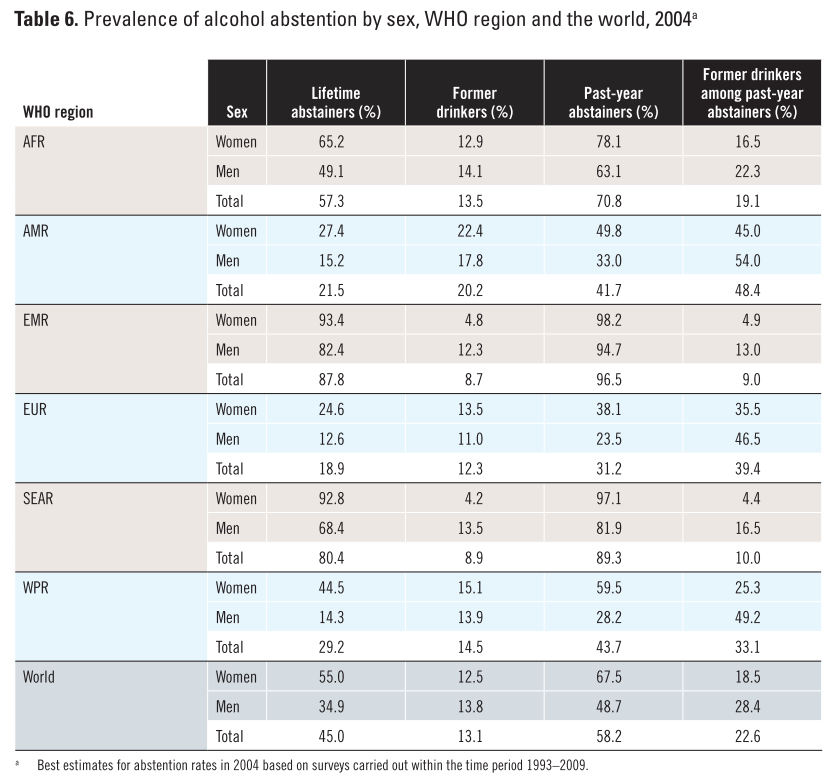 Table 6. Prevalence of alcohol abstention by sex, WHO region and the world, 2004a
WHO region Sex Lifetime abstainers (%) Former drinkers (%) Past-year abstainers (%) Former drinkers among past-year abstainers (%)
AFR Women 65.2 12.9 78.1 16.5
Men 49.1 14.1 63.1 22.3
Total 57.3 13.5 70.8 19.1
AMR Women 27.4 22.4 49.8 45.0
Men 15.2 17.8 33.0 54.0
Total 21.5 20.2 41.7 48.4
EMR Women 93.4 4.8 98.2 4.9
Men 82.4 12.3 94.7 13.0
Total 87.8 8.7 96.5 9.0
EUR Women 24.6 13.5 38.1 35.5
Men 12.6 11.0 23.5 46.5
Total 18.9 12.3 31.2 39.4
SEAR Women 92.8 4.2 97.1 4.4
Men 68.4 13.5 81.9 16.5
Total 80.4 8.9 89.3 10.0
WPR Women 44.5 15.1 59.5 25.3
Men 14.3 13.9 28.2 49.2
Total 29.2 14.5 43.7 33.1
World Women 55.0 12.5 67.5 18.5
Men 34.9 13.8 48.7 28.4
Total 45.0 13.1 58.2 22.6
a Best estimates for abstention rates in 2004 based on surveys carried out within the time period 1993–2009.